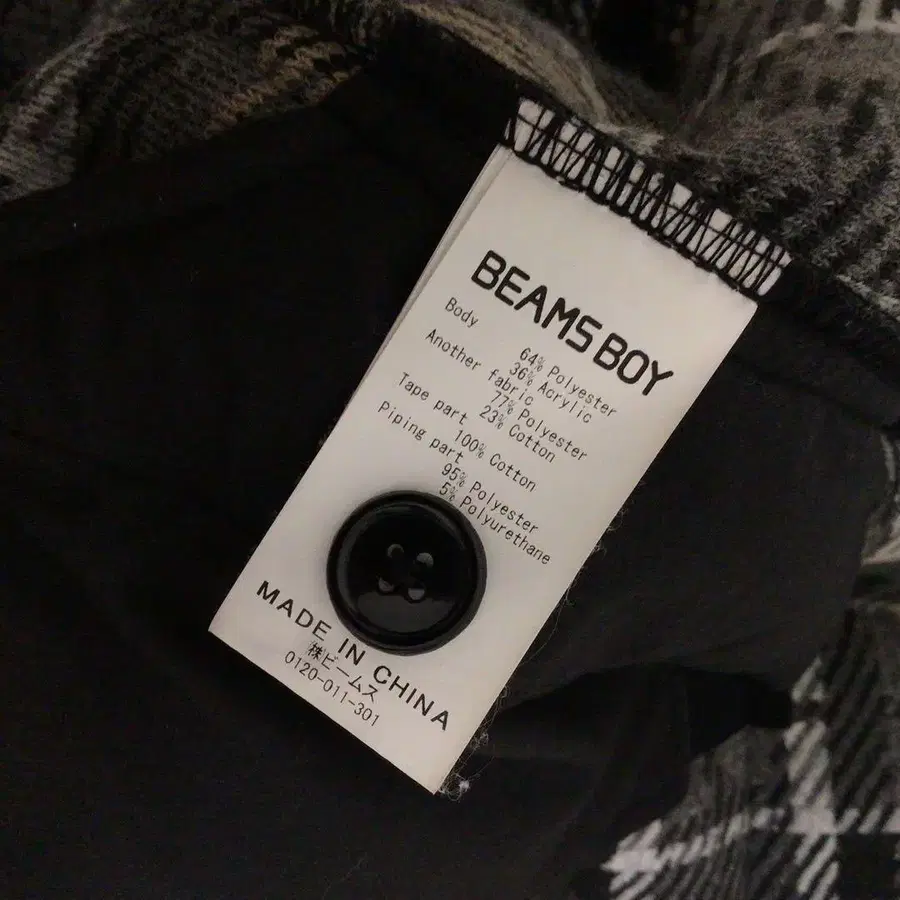 BEAMS BOY
Body
64% Polyester
36% Acrylic
Another fabric
77% Polyester
23% Cotton
Tape part
100% Cotton
Piping part
95% Polyester
5% Polyurethane
MADE IN CHINA
㈱ビームス
0120-011-301